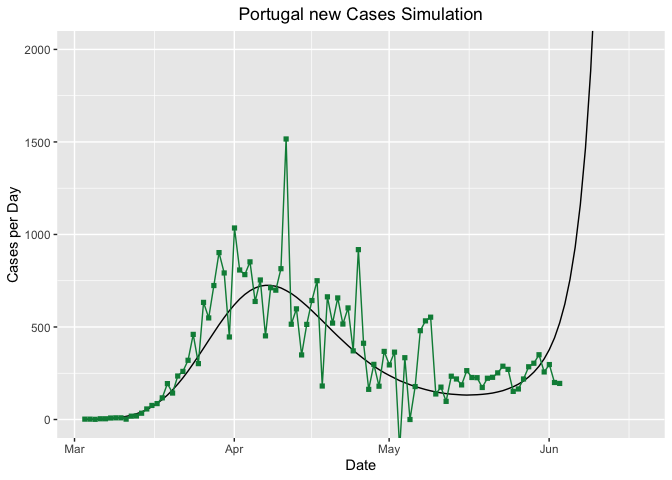 Portugal new Cases Simulation
2000
1500
1000
500
0
Cases per Day
Mar
Apr
May
Jun
Date